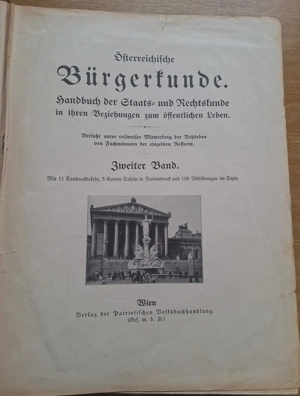 Österreichische
Bürgerkunde.
Handbuch der Staats- und Rechtskunde
in ihren Beziehungen zum öffentlichen Leben.
Verfaßt unter teilweiser Mitwirkung der Behörden
von Fachmännern der einzelnen Ressorts.
Zweiter Band.
Mit 11 Tondrucktafeln, 5 Karten-Tafeln in Farbendruck und 168 Abbildungen im Texte.
Wien
Verlag der Patriotischen Volksbuchhandlung.
(Ges. m. b. H.)